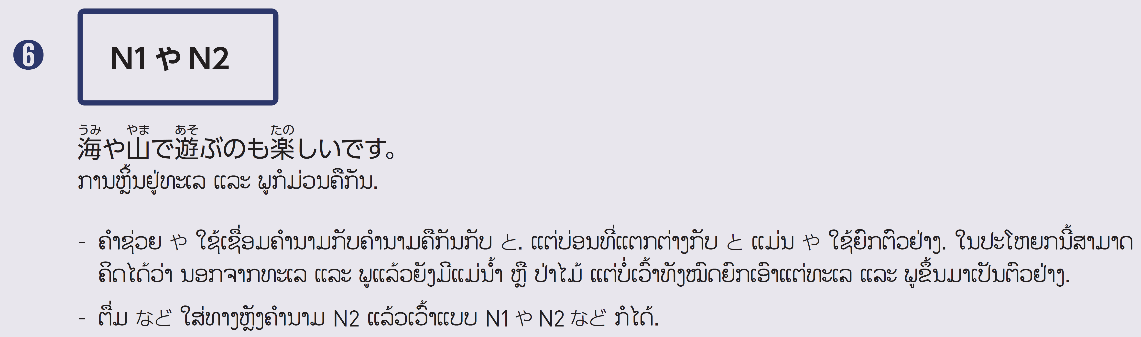 ❻ N1 や N2
うみ やま あそ たの
海や山で遊ぶのも楽しいです。
ການຫຼິ້ນຢູ່ທະເລ ແລະ ພູກໍມ່ວນຄືກັນ.
- ຄຳຊ່ວຍ や ໃຊ້ເຊື່ອມຄຳນາມກັບຄຳນາມຄືກັນກັບ と. ແຕ່ບ່ອນທີ່ແຕກຕ່າງກັບ と ແມ່ນ や ໃຊ້ຍົກຕົວຢ່າງ. ໃນປະໂຫຍກນີ້ສາມາດ
ຄິດໄດ້ວ່າ ນອກຈາກທະເລ ແລະ ພູແລ້ວຍັງມີແມ່ນ້ຳ ຫຼື ປ່າໄມ້ ແຕ່ບໍ່ເວົ້າທັງໝົດຍົກເອົາແຕ່ທະເລ ແລະ ພູຂຶ້ນມາເປັນຕົວຢ່າງ.
- ຕື່ມ など ໃສ່ທາງຫຼັງຄຳນາມ N2 ແລ້ວເວົ້າແບບ N1 や N2 など ກໍໄດ້.